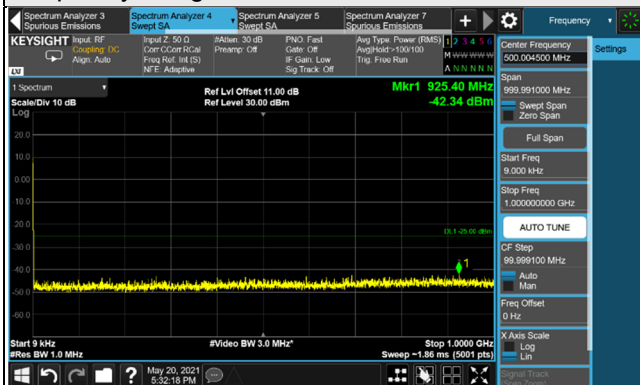 Spectrum Analyzer 3
Spurious Emissions
Spectrum Analyzer 4
Swept SA
Spectrum Analyzer 5
Swept SA
Spectrum Analyzer 7
Spurious Emissions
+
Frequency
KEYSIGHT
Input: RF
Coupling: DC
Align: Auto
Input Z: 50 Ω
Corr CCorr RCal
Freq Ref: Int (S)
NFE: Adaptive
#Atten: 30 dB
Preamp: Off
PNO: Fast
Gate: Off
IF Gain: Low
Sig Track: Off
Avg Type: Power (RMS)
Avg|Hold:>100/100
Trig: Free Run
1 2 3 4 5 6
M W W W W W
A N N N N N
LXI
1 Spectrum
Scale/Div 10 dB
Log
Ref Lvl Offset 11.00 dB
Ref Level 30.00 dBm
Mkr1 925.40 MHz
-42.34 dBm
20.0
10.0
0.00
-10.0
-20.0
-30.0
-40.0
-50.0
-60.0
DL1 -25.00 dBm
1
Start 9 kHz
#Res BW 1.0 MHz
#Video BW 3.0 MHz*
Stop 1.0000 GHz
Sweep ~1.86 ms (5001 pts)
Center Frequency
500.004500 MHz
Settings
Span
999.991000 MHz
Swept Span
Zero Span
Full Span
Start Freq
9.000 kHz
Stop Freq
1.000000000 GHz
AUTO TUNE
CF Step
99.999100 MHz
Auto
Man
Freq Offset
0 Hz
X Axis Scale
Log
Lin
Signal Track
(Span Zoom)
?
May 20, 2021
5:32:18 PM